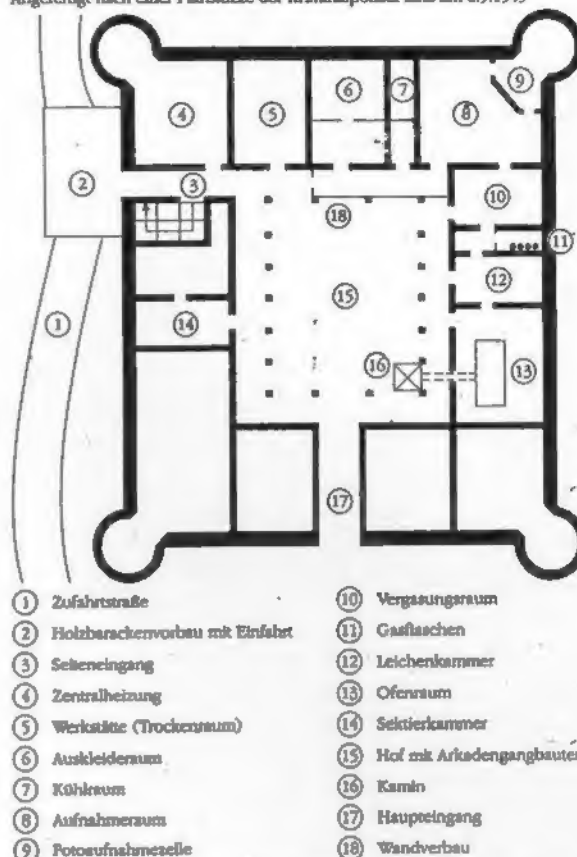 Angefertigt nach einer der Kriminalpolizei Linz am
9
6
7
4
5
8
2
3
10
18
11
12
15
1
14
16
13
17
1 Zufahrtstraße
2 Holzbarackenvorbau mit Einfahrt
3 Seiteneingang
4 Zentralheizung
5 Werkstätte (Trockenraum)
6 Auskleideraum
7 Kühlraum
8 Aufnahmeraum
9 Fotoaufnahmezelle
10 Vergasungsraum
11 Gasflaschen
12 Leichenkammer
13 Ofenraum
14 Sektierkammer
15 Hof mit Arkadengangbauten
16 Kamin
17 Haupteingang
18 Wandverbau